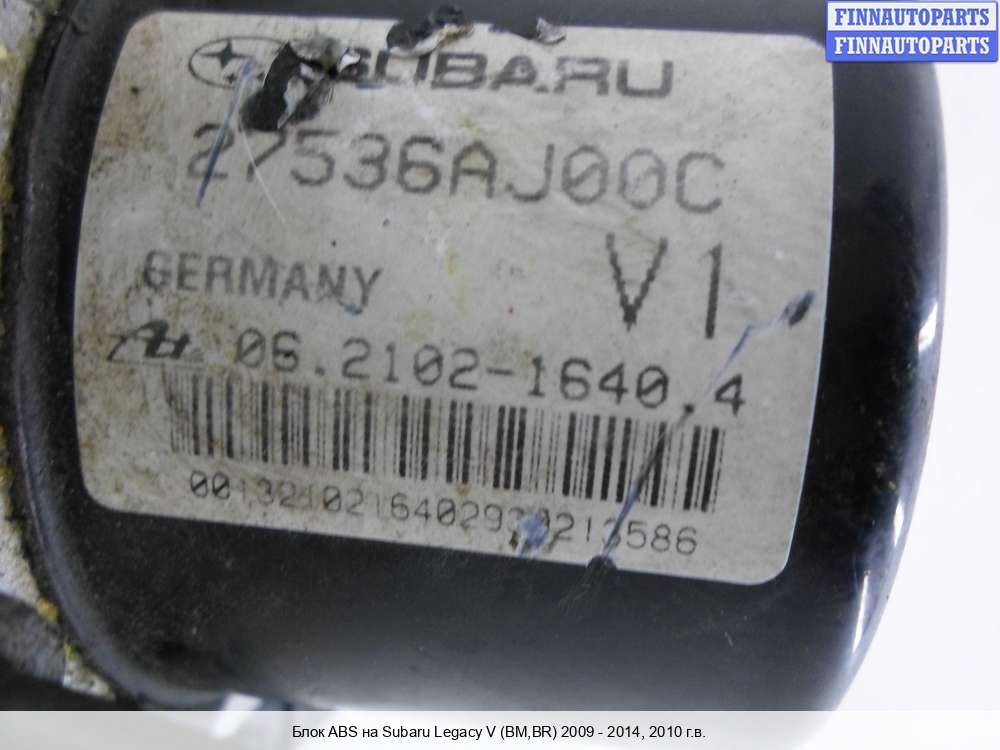 FINNAUTOPARTS
FINNAUTOPARTS
SUBARU
27536AJ00C
GERMANY
V1
06.2102-1640.4
Блок ABS на Subaru Legacy V (BM,BR) 2009 - 2014, 2010 г.в.